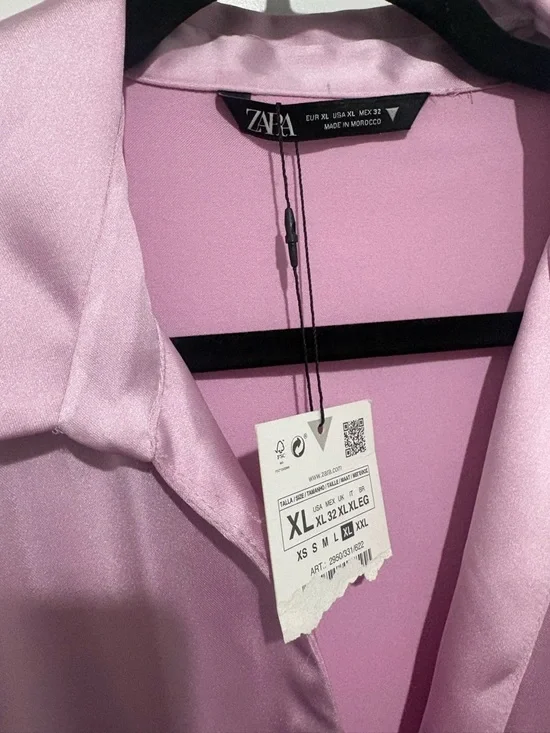 ZARA
EUR XL USA XL MEX 32
MADE IN MOROCCO
FSC
www.zara.com
TALLA / SIZE / TAMANHO / TAILLE / MAAT /
USA MEX UK IT BR
XL XL 32 XL XL EG
XS S M L XL XXL
ART.: 2950/331/622